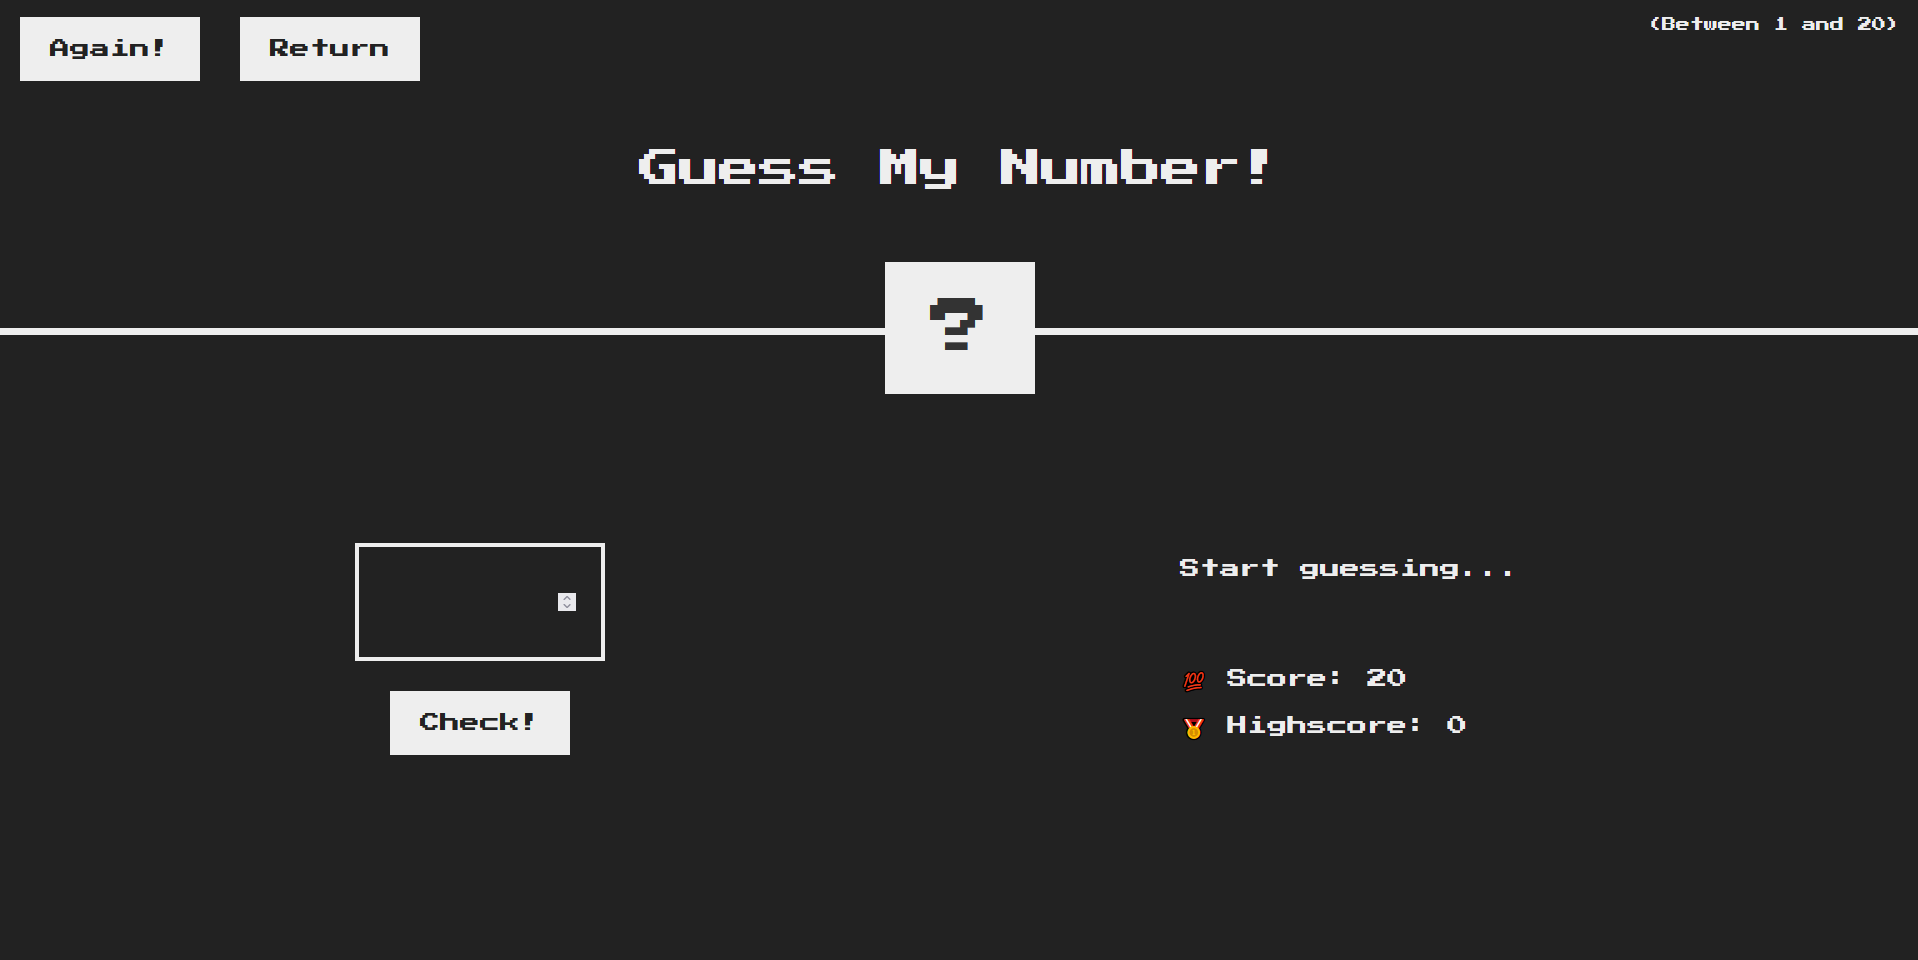 Again!
Return
(Between 1 and 20)
Guess My Number!
?
Start guessing...
💯 Score: 20
🥇 Highscore: 0
Check!